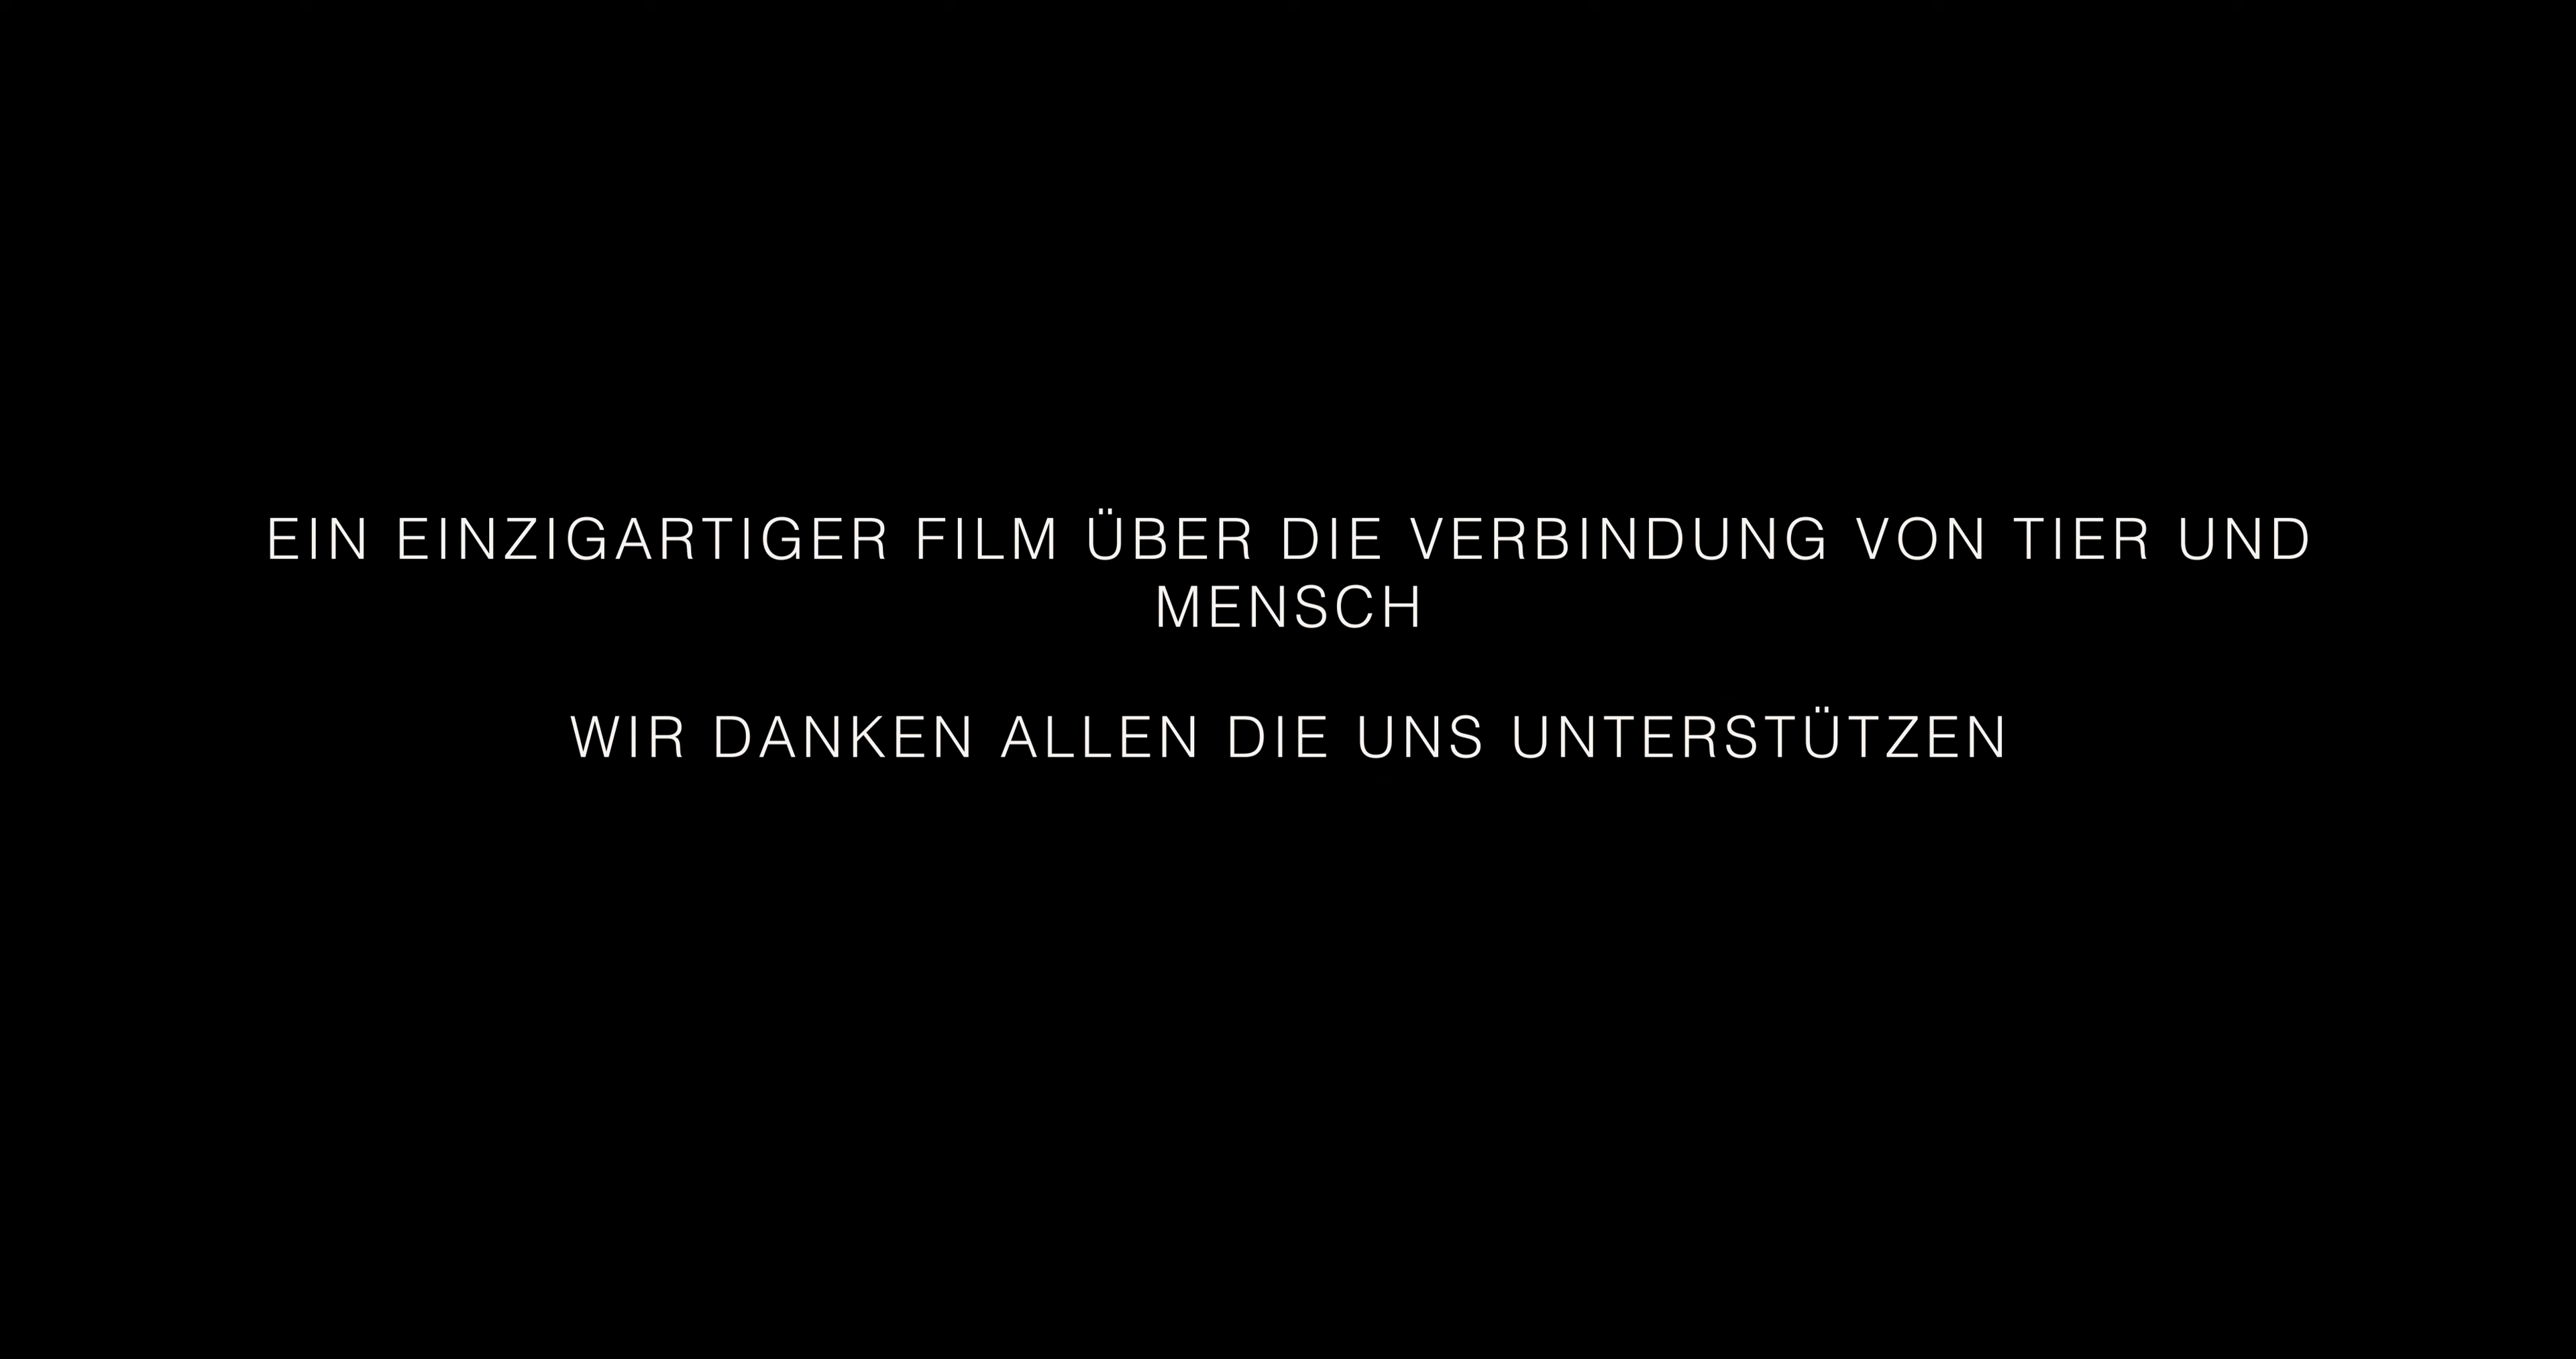 EIN EINZIGARTIGER FILM ÜBER DIE VERBINDUNG VON TIER UND
MENSCH
WIR DANKEN ALLEN DIE UNS UNTERSTÜTZEN